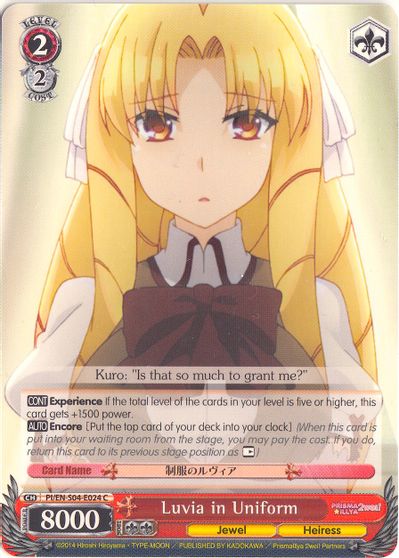 LEVEL
2
2
COST
Kuro: "Is that so much to grant me?"
CONT Experience If the total level of the cards in your level is five or higher, this
card gets +1500 power.
AUTO Encore [Put the top card of your deck into your clock] (When this card is
put into your waiting room from the stage, you may pay the cost. If you do,
return this card to its previous stage position as )
Card Name 制服のルヴィア
CH PI/EN-S04-E024 C
Luvia in Uniform
PRISMA ILLYA 2wei!
POWER 8000
Jewel Heiress
©2014 Hiroshi Hiroyama · TYPE-MOON · PUBLISHED BY KADOKAWA / "Prisma Illya 2wei" Partners